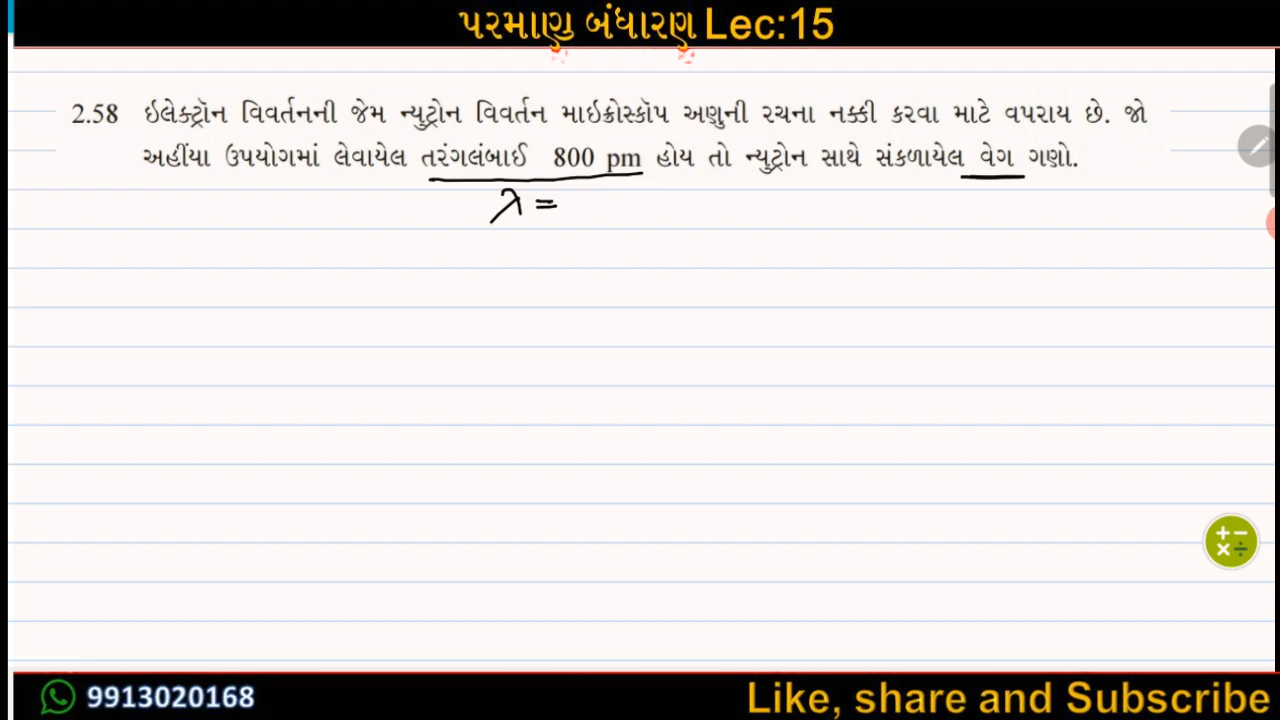 પરમાણુ બંધારણ Lec:15
2.58 ઇલેક્ટ્રૉન વિવર્તનની જેમ ન્યુટ્રોન વિવર્તન માઇક્રોસ્કૉપ અણુની રચના નક્કી કરવા માટે વપરાય છે. જો
અહીંયા ઉપયોગમાં લેવાયેલ તરંગલંબાઈ 800 pm હોય તો ન્યુટ્રોન સાથે સંકળાયેલ વેગ ગણો.
λ =
9913020168
Like, share and Subscribe